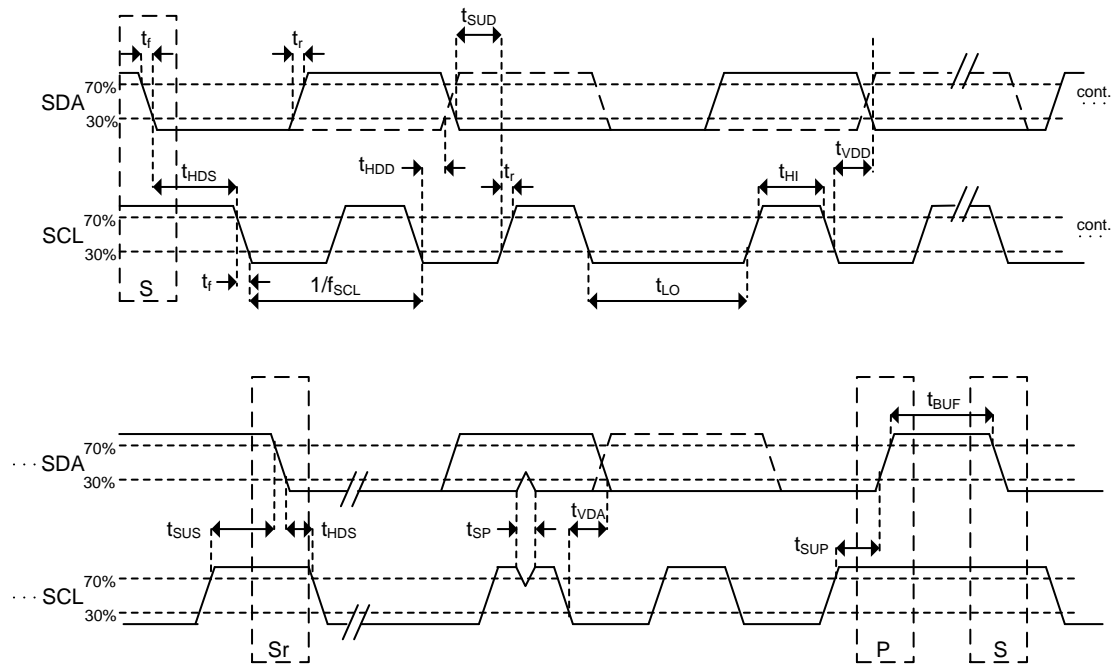 tSUD
tf
tr
70%
SDA
30%
cont.
· · ·
tVDD
tHDS
tHDD
tr
tHI
70%
SCL
30%
cont.
· · ·
S
tf
1/fSCL
tLO
tBUF
70%
· · · SDA
30%
tSUS
tHDS
tSP
tVDA
tSUP
70%
· · · SCL
30%
Sr
P
S